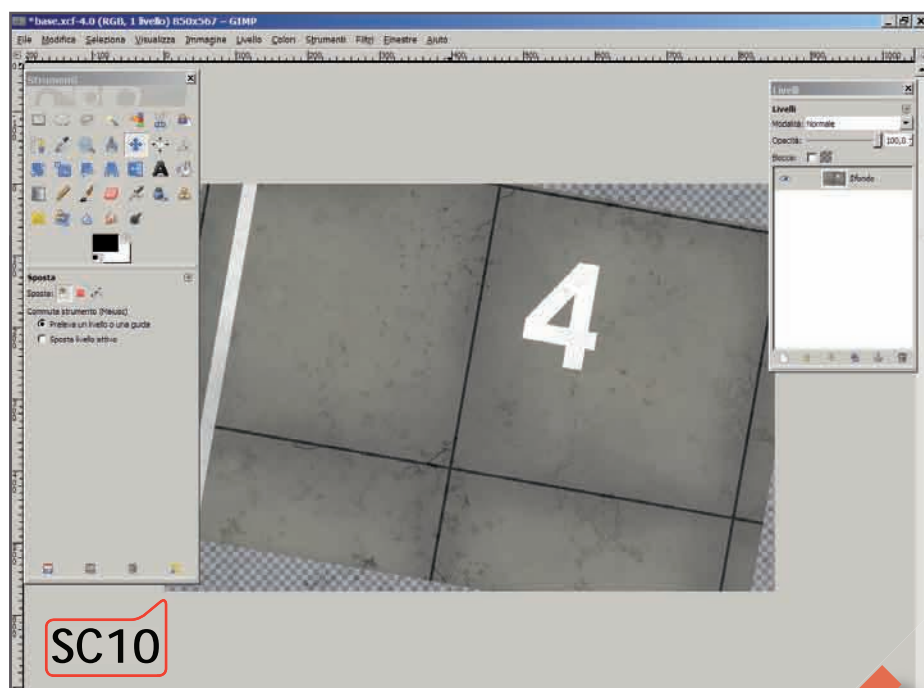 *base.xcf-4.0 (RGB, 1 livello) 850x567 – GIMP
File Modifica Seleziona Visualizza Immagine Livello Colori Strumenti Filtri Finestre Aiuto
Strumenti
Livelli
Livelli
Modalità: Normale
Opacità: 100,0
Blocca:
Sfondo
4
Sposta
Sposta:
Commuta strumento (Maiusc)
Preleva un livello o una guida
Sposta livello attivo
SC10